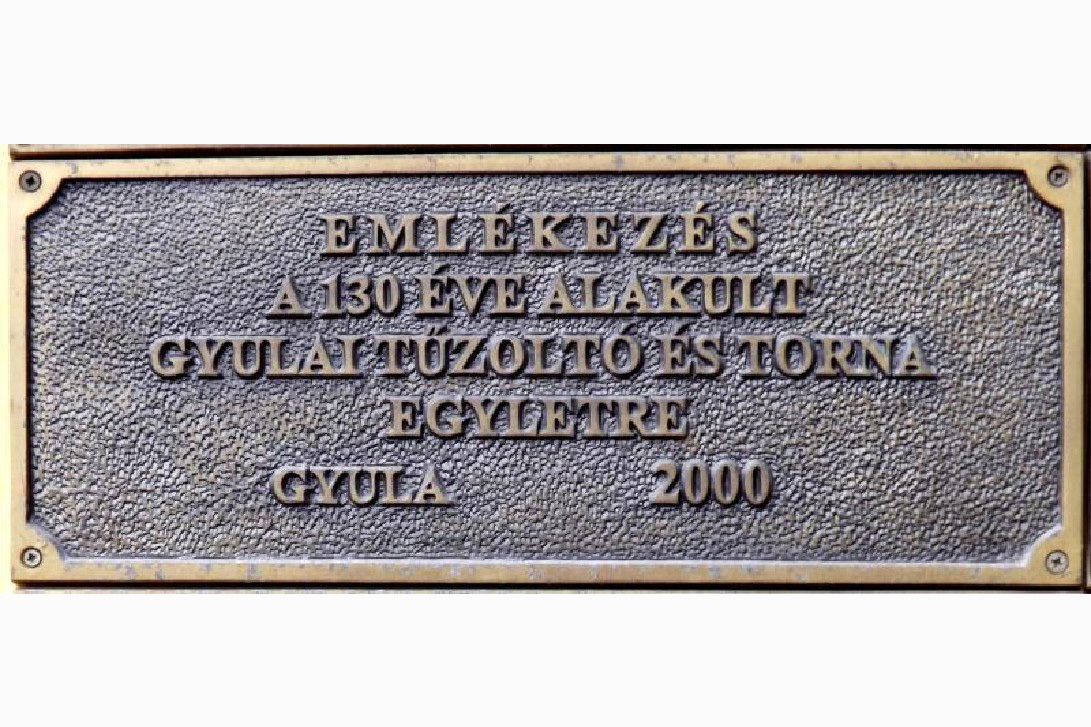 EMLÉKEZÉS
A 130 ÉVE ALAKULT
GYULAI TŰZOLTÓ ÉS TORNA
EGYLETRE
GYULA 2000